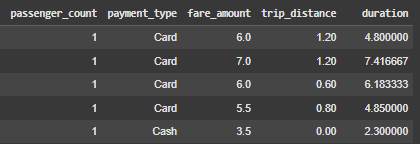 passenger_count payment_type fare_amount trip_distance duration
1 Card 6.0 1.20 4.800000
1 Card 7.0 1.20 7.416667
1 Card 6.0 0.60 6.183333
1 Card 5.5 0.80 4.850000
1 Cash 3.5 0.00 2.300000